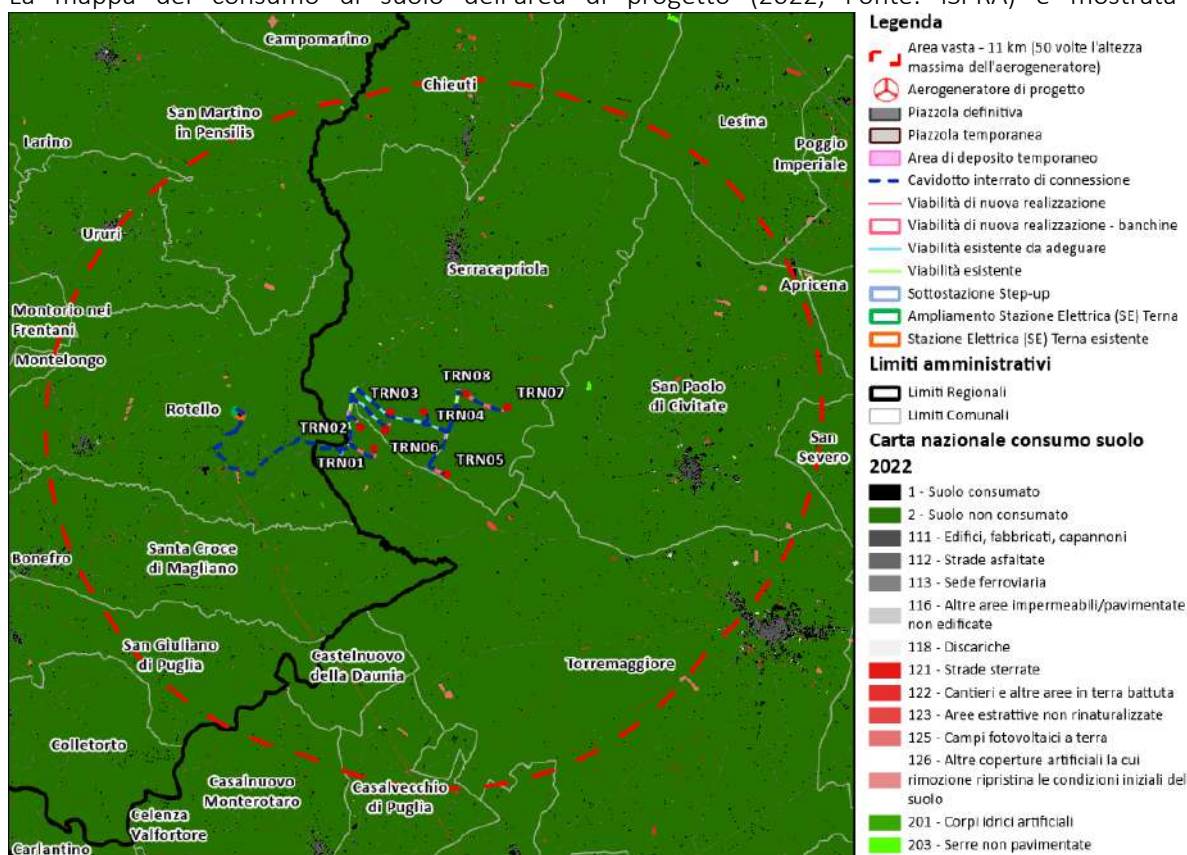 La mappa del consumo di suolo dell'area di progetto (2022, Fonte: ISPRA) è mostrata
Campomarino
Chieuti
San Martino
in Pensilis
Lesina
Larino
Poggio
Imperiale
Ururi
Serracapriola
Apricena
Montorio nei
Frentani
Montelongo
TRN08
TRN03
TRN07
San Paolo
di Civitate
Rotello
TRN04
TRN02
TRN06
San
Severo
TRN01
TRN05
Santa Croce
di Magliano
Bonefro
San Giuliano
di Puglia
Castelnuovo
della Daunia
Torremaggiore
Colletorto
Casalnuovo
Monterotaro
Casalvecchio
di Puglia
Celenza
Valfortore
Carlantino
Legenda
Area vasta - 11 km (50 volte l'altezza
massima dell'aerogeneratore)
Aerogeneratore di progetto
Piazzola definitiva
Piazzola temporanea
Area di deposito temporaneo
Cavidotto interrato di connessione
Viabilità di nuova realizzazione
Viabilità di nuova realizzazione - banchine
Viabilità esistente da adeguare
Viabilità esistente
Sottostazione Step-up
Ampliamento Stazione Elettrica (SE) Terna
Stazione Elettrica (SE) Terna esistente
Limiti amministrativi
Limiti Regionali
Limiti Comunali
Carta nazionale consumo suolo
2022
1 - Suolo consumato
2 - Suolo non consumato
111 - Edifici, fabbricati, capannoni
112 - Strade asfaltate
113 - Sede ferroviaria
116 - Altre aree impermeabili/pavimentate
non edificate
118 - Discariche
121 - Strade sterrate
122 - Cantieri e altre aree in terra battuta
123 - Aree estrattive non rinaturalizzate
125 - Campi fotovoltaici a terra
126 - Altre coperture artificiali la cui
rimozione ripristina le condizioni iniziali del
suolo
201 - Corpi idrici artificiali
203 - Serre non pavimentate